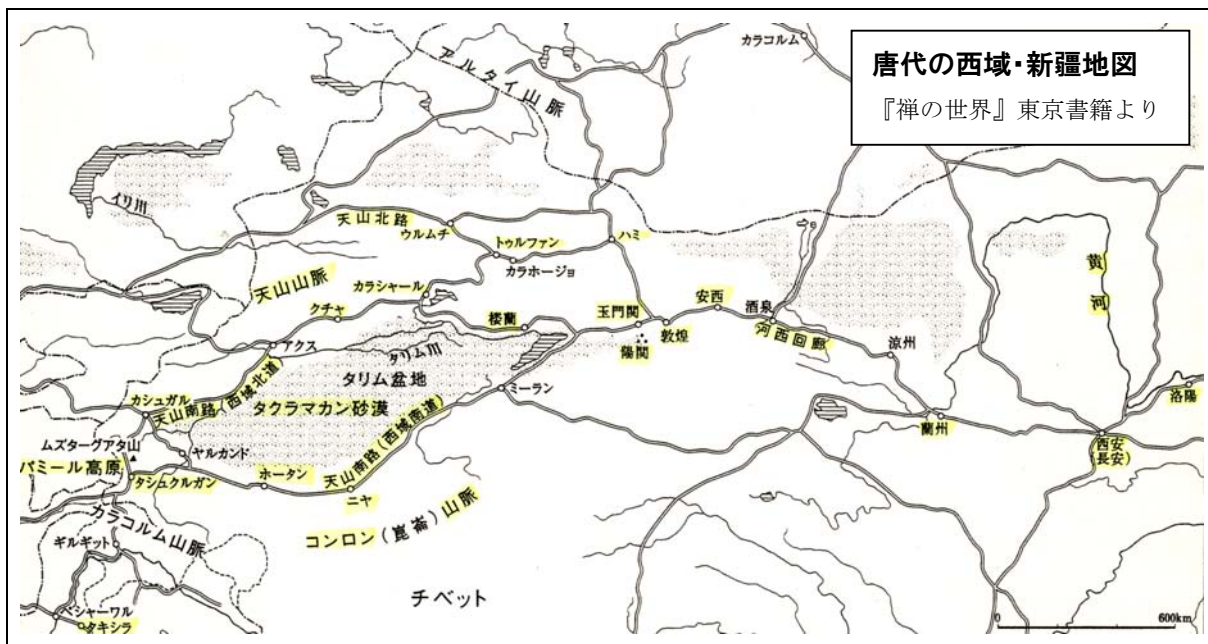 唐代の西域・新疆地図
『禅の世界』東京書籍より
カラコルム
アルタイ山脈
イリ川
天山北路
ウルムチ
トゥルファン
カラホージョ
ハミ
天山山脈
カラシャール
クチャ
楼蘭
玉門関
安西
酒泉
敦煌
陽関
河西回廊
涼州
黄河
アクス
タリム川
タリム盆地
タクラマカン砂漠
ミーラン
天山南路(西域北道)
カシュガル
蘭州
洛陽
西安
(長安)
ムズターグアタ山
ヤルカンド
パミール高原
タシュクルガン
ホータン
天山南路(西域南道)
ニヤ
コンロン(崑崙)山脈
カラコルム山脈
ギルギット
チベット
ペシャーワル
タキシラ
0
600km